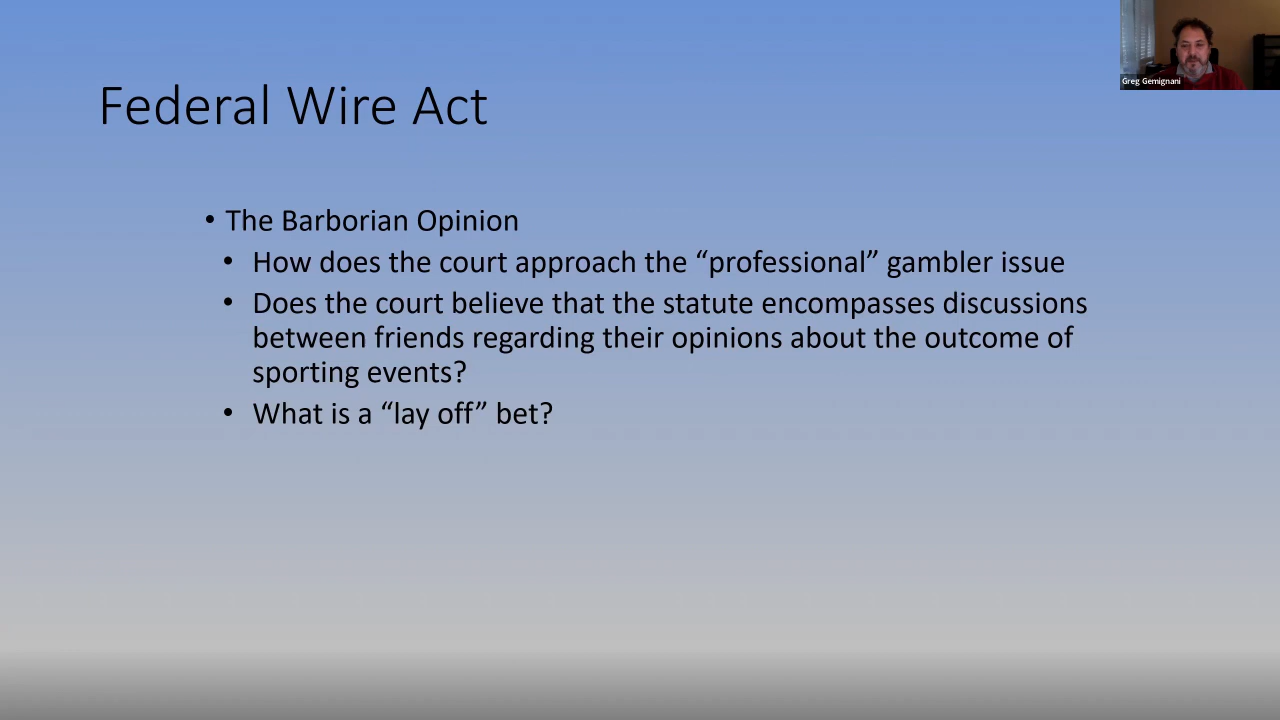 Greg Gemignani
Federal Wire Act
• The Barborian Opinion
• How does the court approach the “professional” gambler issue
• Does the court believe that the statute encompasses discussions
between friends regarding their opinions about the outcome of
sporting events?
• What is a “lay off” bet?